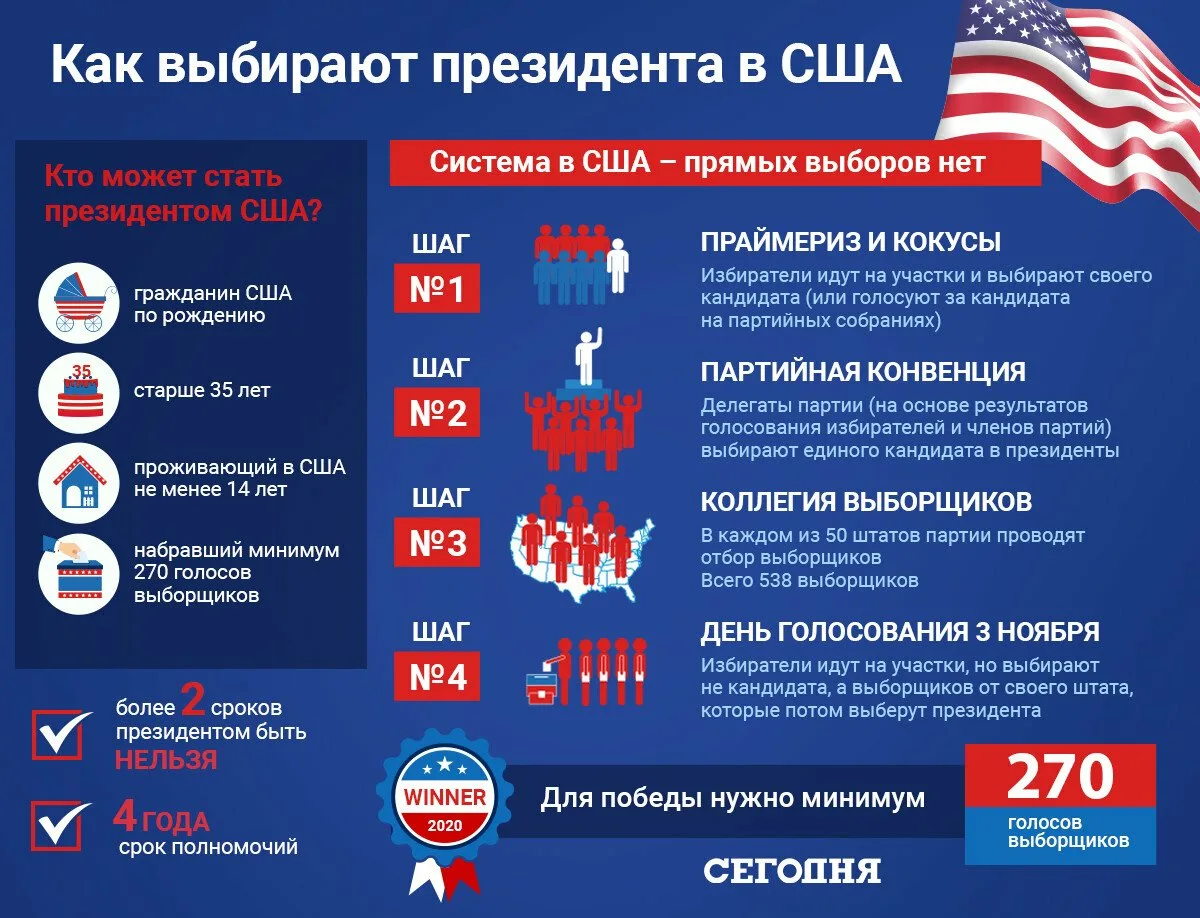 Как выбирают президента в США
Кто может стать
президентом США?
гражданин США
по рождению
35
старше 35 лет
проживающий в США
не менее 14 лет
набравший минимум
270 голосов
выборщиков
более 2 сроков
президентом быть
НЕЛЬЗЯ
4 ГОДА
срок полномочий
Система в США – прямых выборов нет
ШАГ
№1
ПРАЙМЕРИЗ И КОКУСЫ
Избиратели идут на участки и выбирают своего
кандидата (или голосуют за кандидата
на партийных собраниях)
ШАГ
№2
ПАРТИЙНАЯ КОНВЕНЦИЯ
Делегаты партии (на основе результатов
голосования избирателей и членов партий)
выбирают единого кандидата в президенты
ШАГ
№3
КОЛЛЕГИЯ ВЫБОРЩИКОВ
В каждом из 50 штатов партии проводят
отбор выборщиков
Всего 538 выборщиков
ШАГ
№4
ДЕНЬ ГОЛОСОВАНИЯ 3 НОЯБРЯ
Избиратели идут на участки, но выбирают
не кандидата, а выборщиков от своего штата,
которые потом выберут президента
WINNER
2020
Для победы нужно минимум
270
голосов
выборщиков
СЕГОДНЯ